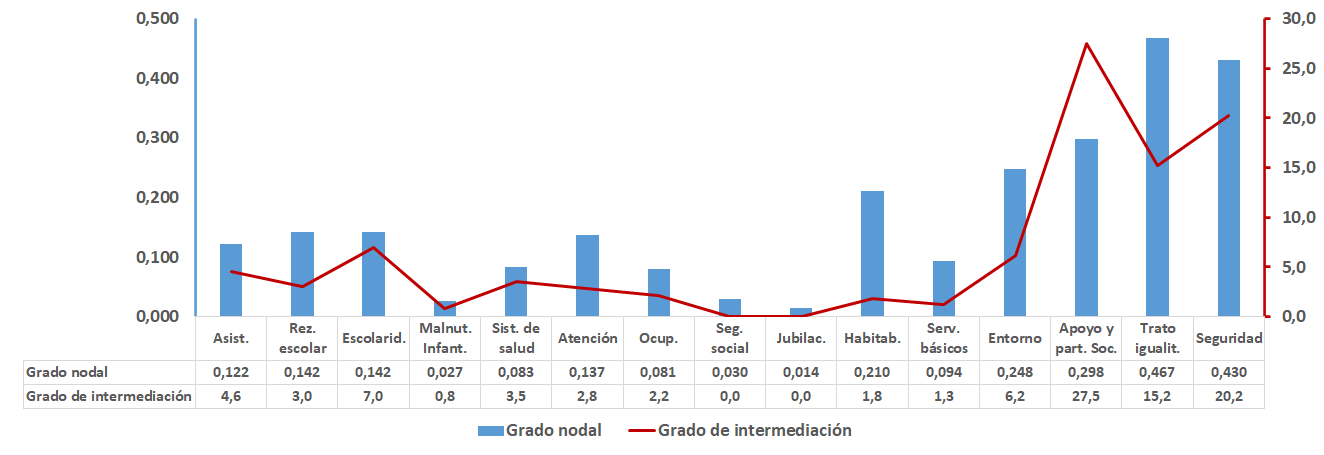 0,500
0,400
0,300
0,200
0,100
0,000
30,0
25,0
20,0
15,0
10,0
5,0
0,0
Asist.
Rez.
escolar
Escolarid.
Malnut.
Infant.
Sist. de
salud
Atención
Ocup.
Seg.
social
Jubilac.
Habitab.
Serv.
básicos
Entorno
Apoyo y
part. Soc.
Trato
igualit.
Seguridad
Grado nodal 0,122 0,142 0,142 0,027 0,083 0,137 0,081 0,030 0,014 0,210 0,094 0,248 0,298 0,467 0,430
Grado de intermediación 4,6 3,0 7,0 0,8 3,5 2,8 2,2 0,0 0,0 1,8 1,3 6,2 27,5 15,2 20,2
Grado nodal Grado de intermediación